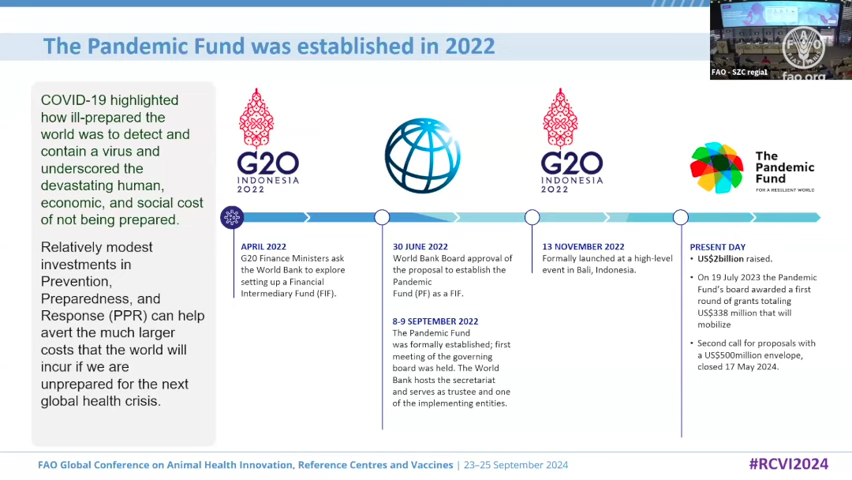 The Pandemic Fund was established in 2022
FAO - SZC regia1
FAO
fao.org
COVID-19 highlighted
how ill-prepared the
world was to detect and
contain a virus and
underscored the
devastating human,
economic, and social cost
of not being prepared.
Relatively modest
investments in
Prevention,
Preparedness, and
Response (PPR) can help
avert the much larger
costs that the world will
incur if we are
unprepared for the next
global health crisis.
G20
INDONESIA
2022
G20
INDONESIA
2022
The
Pandemic
Fund
FOR A RESILIENT WORLD
APRIL 2022
G20 Finance Ministers ask
the World Bank to explore
setting up a Financial
Intermediary Fund (FIF).
30 JUNE 2022
World Bank Board approval of
the proposal to establish the
Pandemic
Fund (PF) as a FIF.
8-9 SEPTEMBER 2022
The Pandemic Fund
was formally established; first
meeting of the governing
board was held. The World
Bank hosts the secretariat
and serves as trustee and one
of the implementing entities.
13 NOVEMBER 2022
Formally launched at a high-level
event in Bali, Indonesia.
PRESENT DAY
• US$2billion raised.
• On 19 July 2023 the Pandemic
Fund's board awarded a first
round of grants totaling
US$338 million that will
mobilize
• Second call for proposals with
a US$500million envelope,
closed 17 May 2024.
FAO Global Conference on Animal Health Innovation, Reference Centres and Vaccines | 23–25 September 2024
#RCVI2024